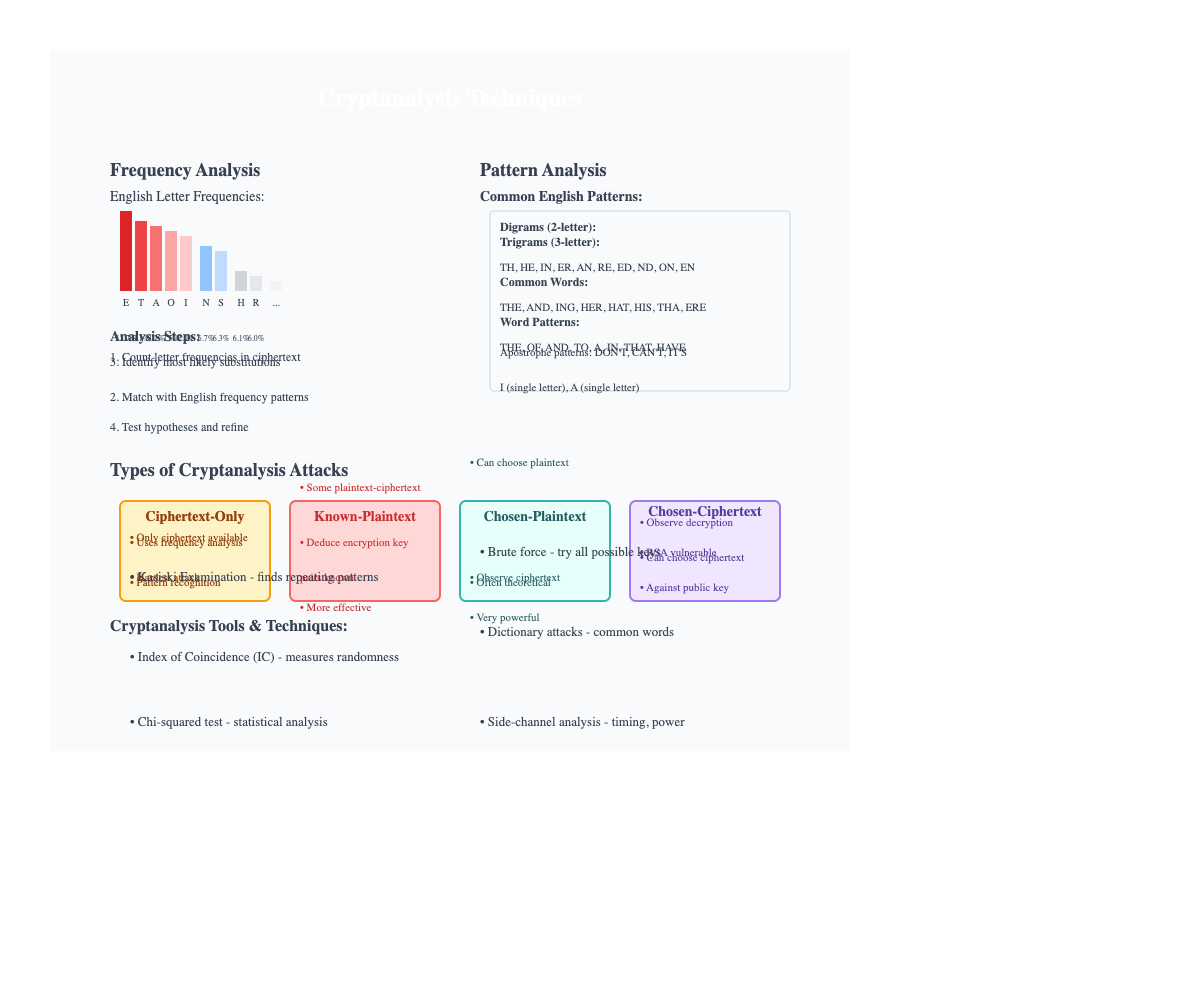 Cryptanalysis Techniques
Frequency Analysis
English Letter Frequencies:
E T A O I N S H R ...
6.3% 6.1% 6.0%
Analysis Steps:
1. Count letter frequencies in ciphertext
3. Identify most likely substitutions
2. Match with English frequency patterns
4. Test hypotheses and refine
Pattern Analysis
Common English Patterns:
Digrams (2-letter):
Trigrams (3-letter):
TH, HE, IN, ER, AN, RE, ED, ND, ON, EN
Common Words:
THE, AND, ING, HER, HAT, HIS, THA, ERE
Word Patterns:
THE, OF, AND, TO, A, IN, THAT, HAVE
Apostrophe patterns: DON'T, CAN'T, IT'S
I (single letter), A (single letter)
Types of Cryptanalysis Attacks
Ciphertext-Only
• Only ciphertext available
• Uses frequency analysis
• Pattern recognition
• Some plaintext-ciphertext
Known-Plaintext
• Deduce encryption key
• More effective
• Can choose plaintext
Chosen-Plaintext
• Observe ciphertext
• Often theoretical
• Very powerful
Chosen-Ciphertext
• Observe decryption
• RSA vulnerable
• Can choose ciphertext
• Against public key
Cryptanalysis Tools & Techniques:
• Kasiski Examination - finds repeating patterns
• Index of Coincidence (IC) - measures randomness
• Chi-squared test - statistical analysis
• Brute force - try all possible keys
• Dictionary attacks - common words
• Side-channel analysis - timing, power